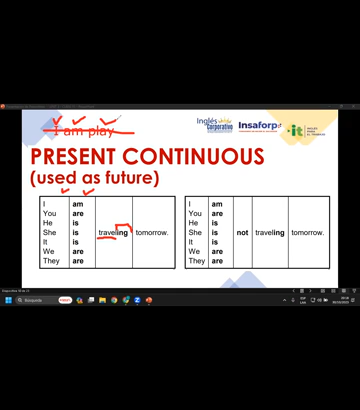 I am play
Inglés
corporativo
Insaforp
it
PRESENT CONTINUOUS
(used as future)
I am
You are
He is
She is traveling tomorrow.
It is
We are
They are
I am
You are
He is
She is not traveling tomorrow.
It is
We are
They are
Búsqueda